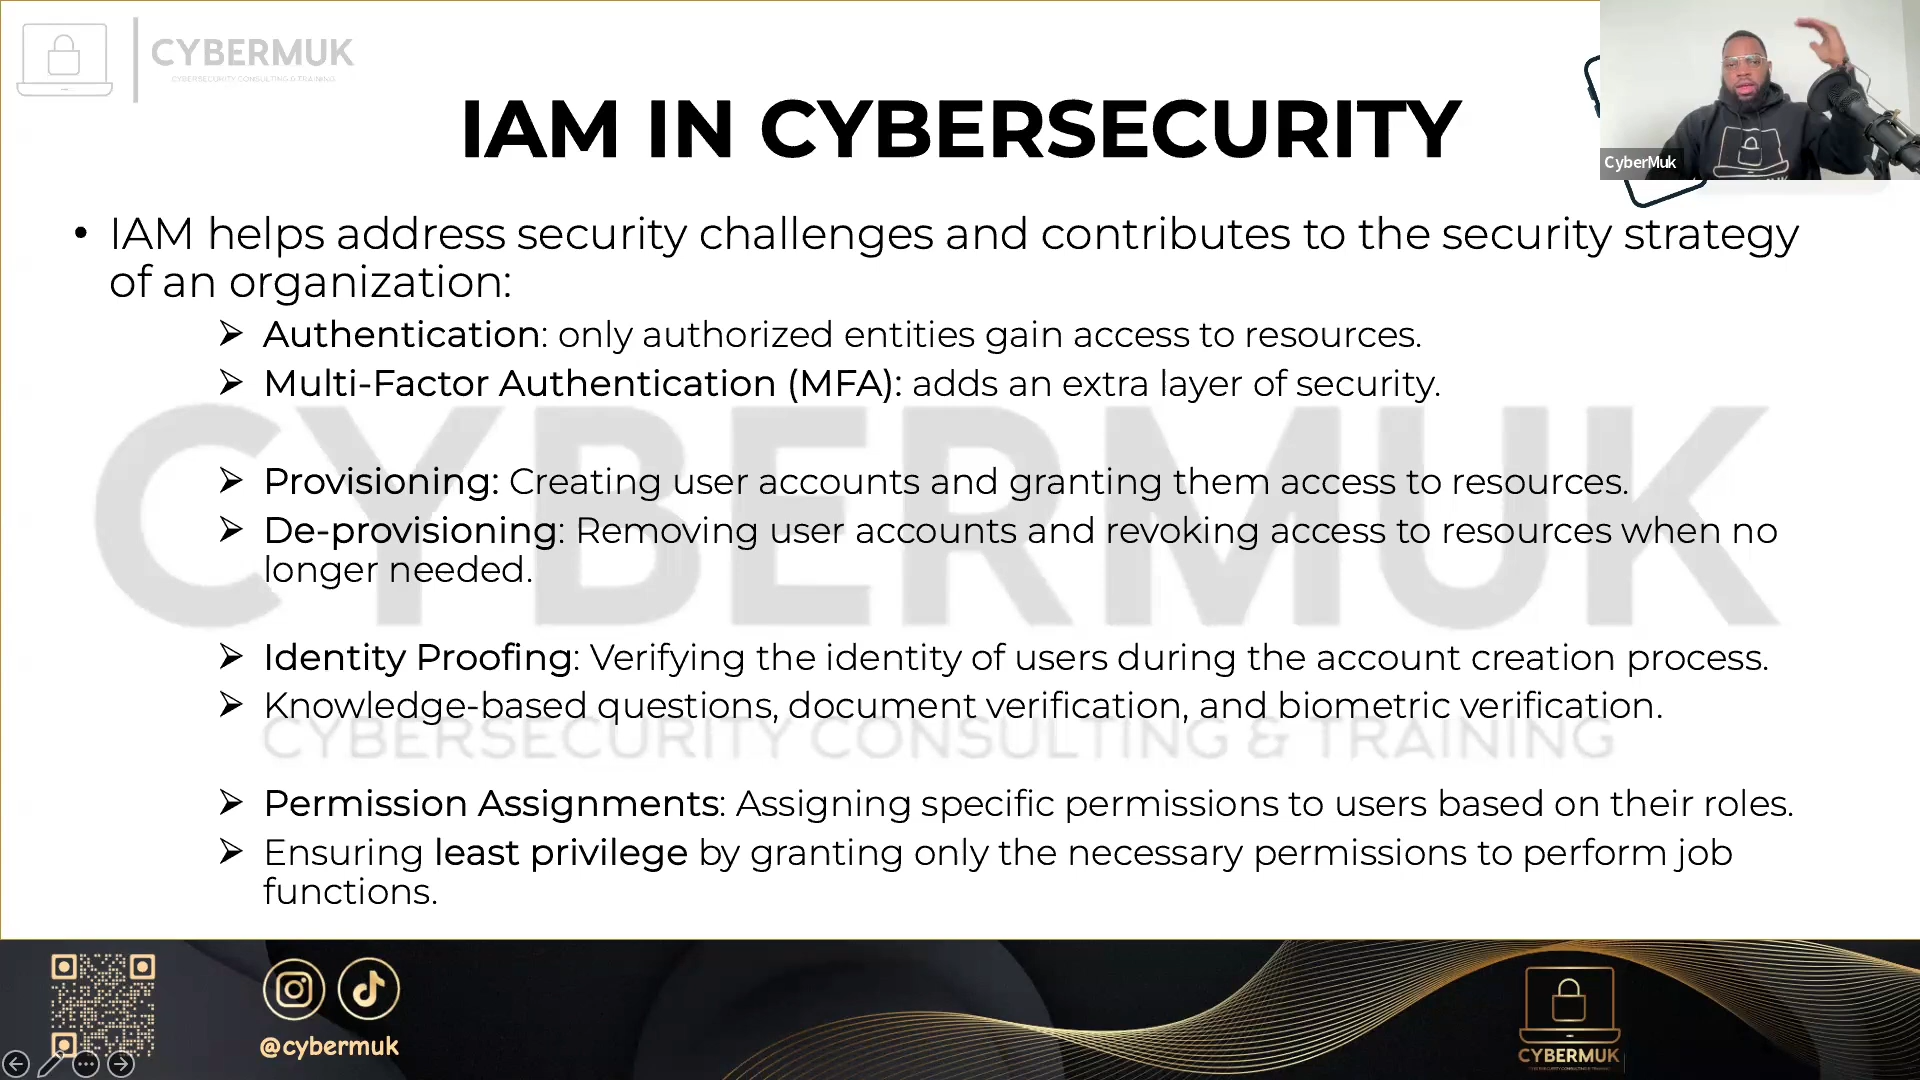 CYBERMUK
CYBERSECURITY CONSULTING & TRAINING
IAM IN CYBERSECURITY
CyberMuk
• IAM helps address security challenges and contributes to the security strategy
of an organization:
➢ Authentication: only authorized entities gain access to resources.
➢ Multi-Factor Authentication (MFA): adds an extra layer of security.
➢ Provisioning: Creating user accounts and granting them access to resources.
➢ De-provisioning: Removing user accounts and revoking access to resources when no
longer needed.
➢ Identity Proofing: Verifying the identity of users during the account creation process.
➢ Knowledge-based questions, document verification, and biometric verification.
➢ Permission Assignments: Assigning specific permissions to users based on their roles.
➢ Ensuring least privilege by granting only the necessary permissions to perform job
functions.
CYBERMUK
CYBERSECURITY CONSULTING & TRAINING
@cybermuk
CYBERMUK